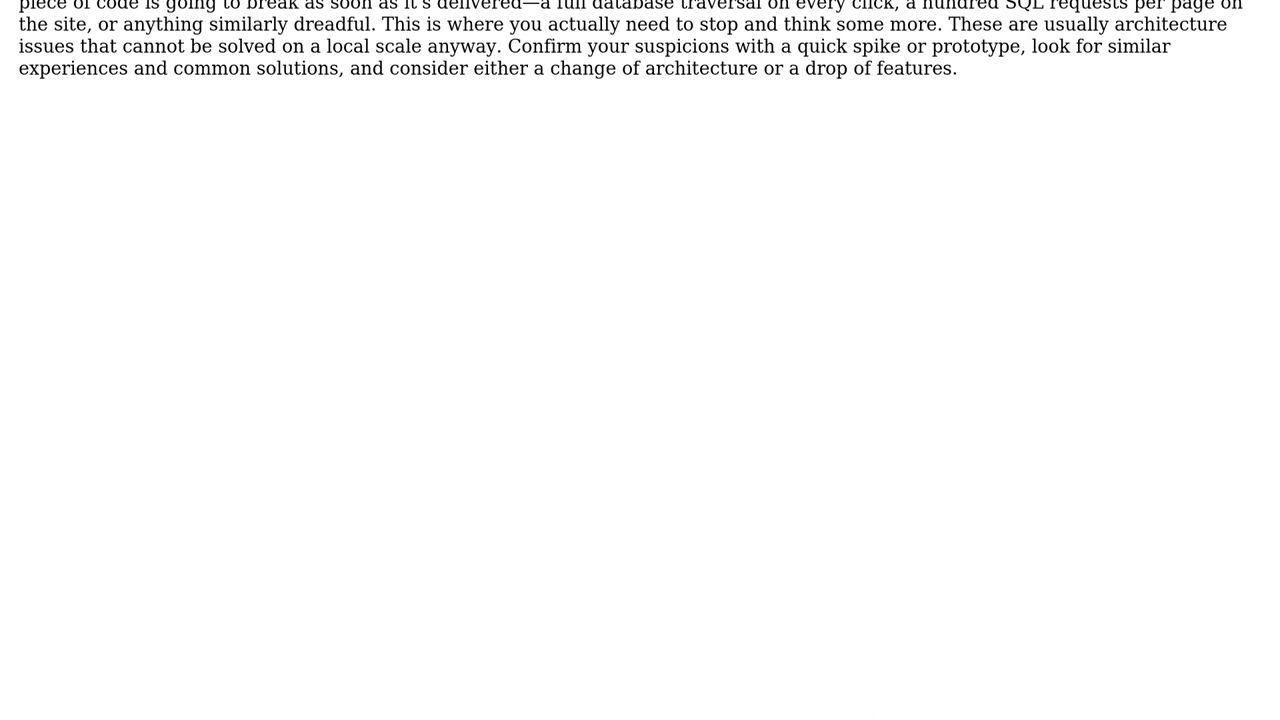 piece of code is going to break as soon as it's delivered—a full database traversal on every click, a hundred SQL requests per page on
the site, or anything similarly dreadful. This is where you actually need to stop and think some more. These are usually architecture
issues that cannot be solved on a local scale anyway. Confirm your suspicions with a quick spike or prototype, look for similar
experiences and common solutions, and consider either a change of architecture or a drop of features.